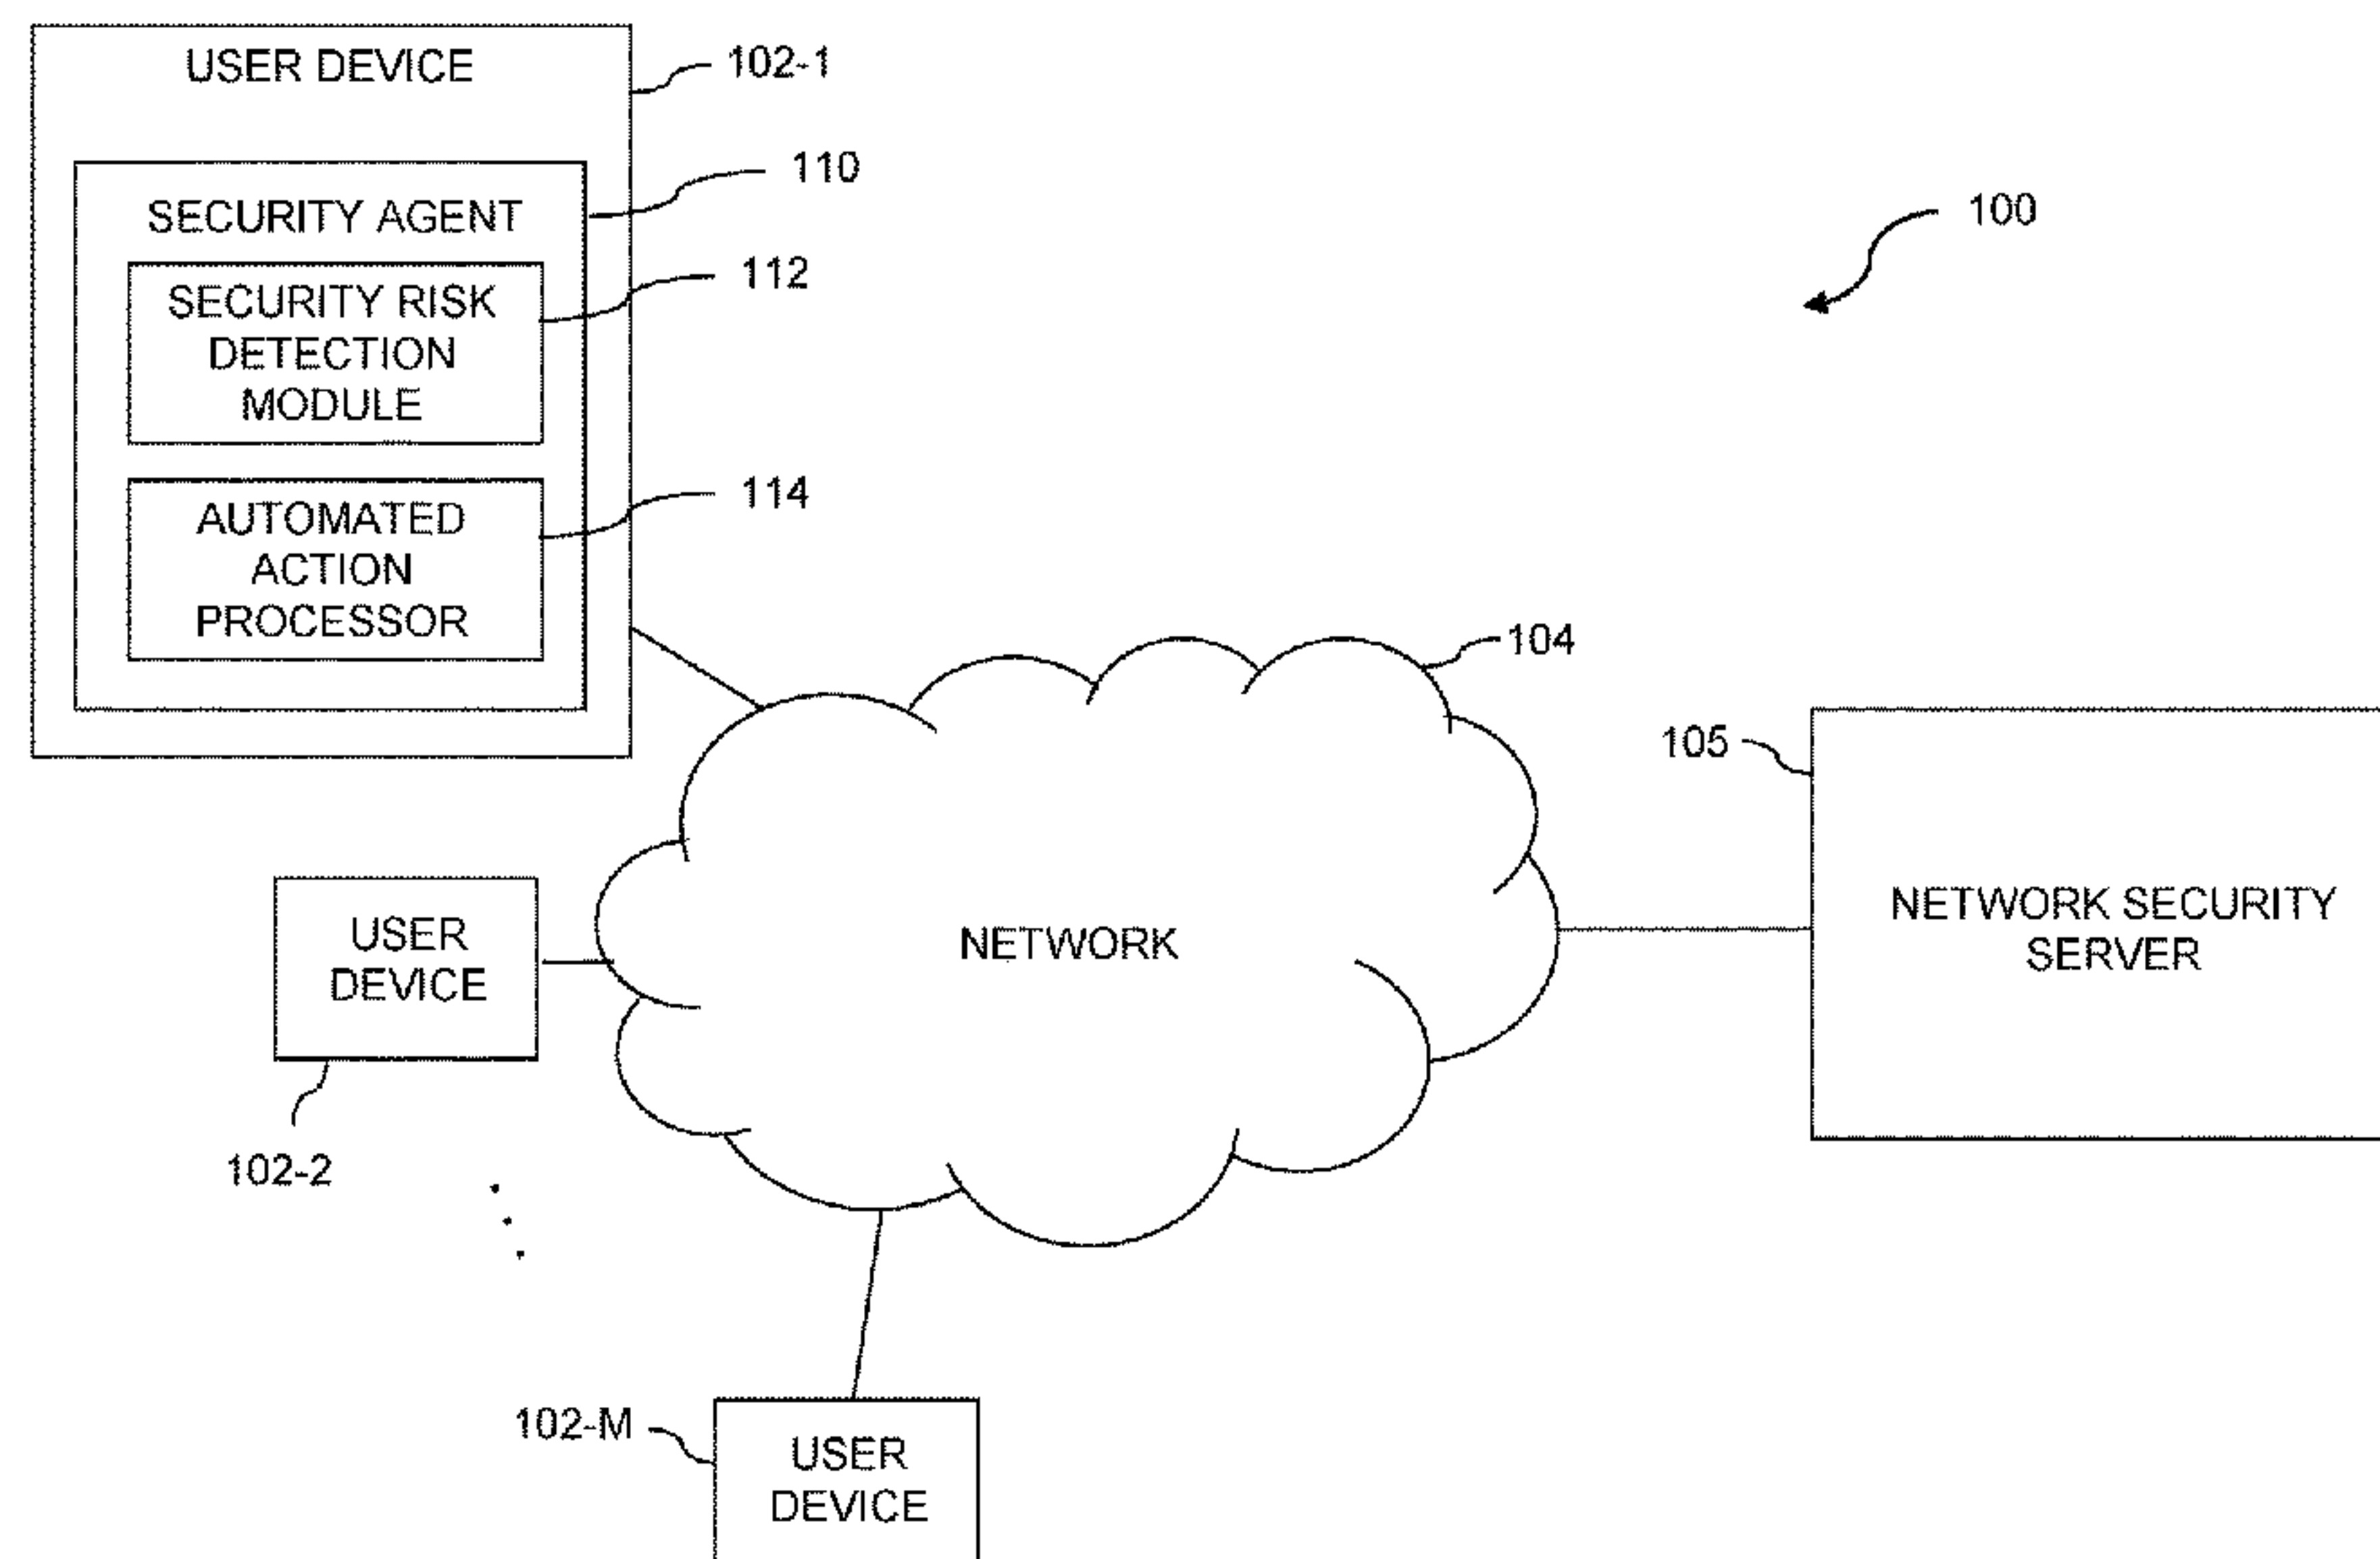 USER DEVICE
102-1
SECURITY AGENT
110
SECURITY RISK
DETECTION
MODULE
112
AUTOMATED
ACTION
PROCESSOR
114
100
104
NETWORK
105
NETWORK SECURITY
SERVER
USER
DEVICE
102-2
102-M
USER
DEVICE